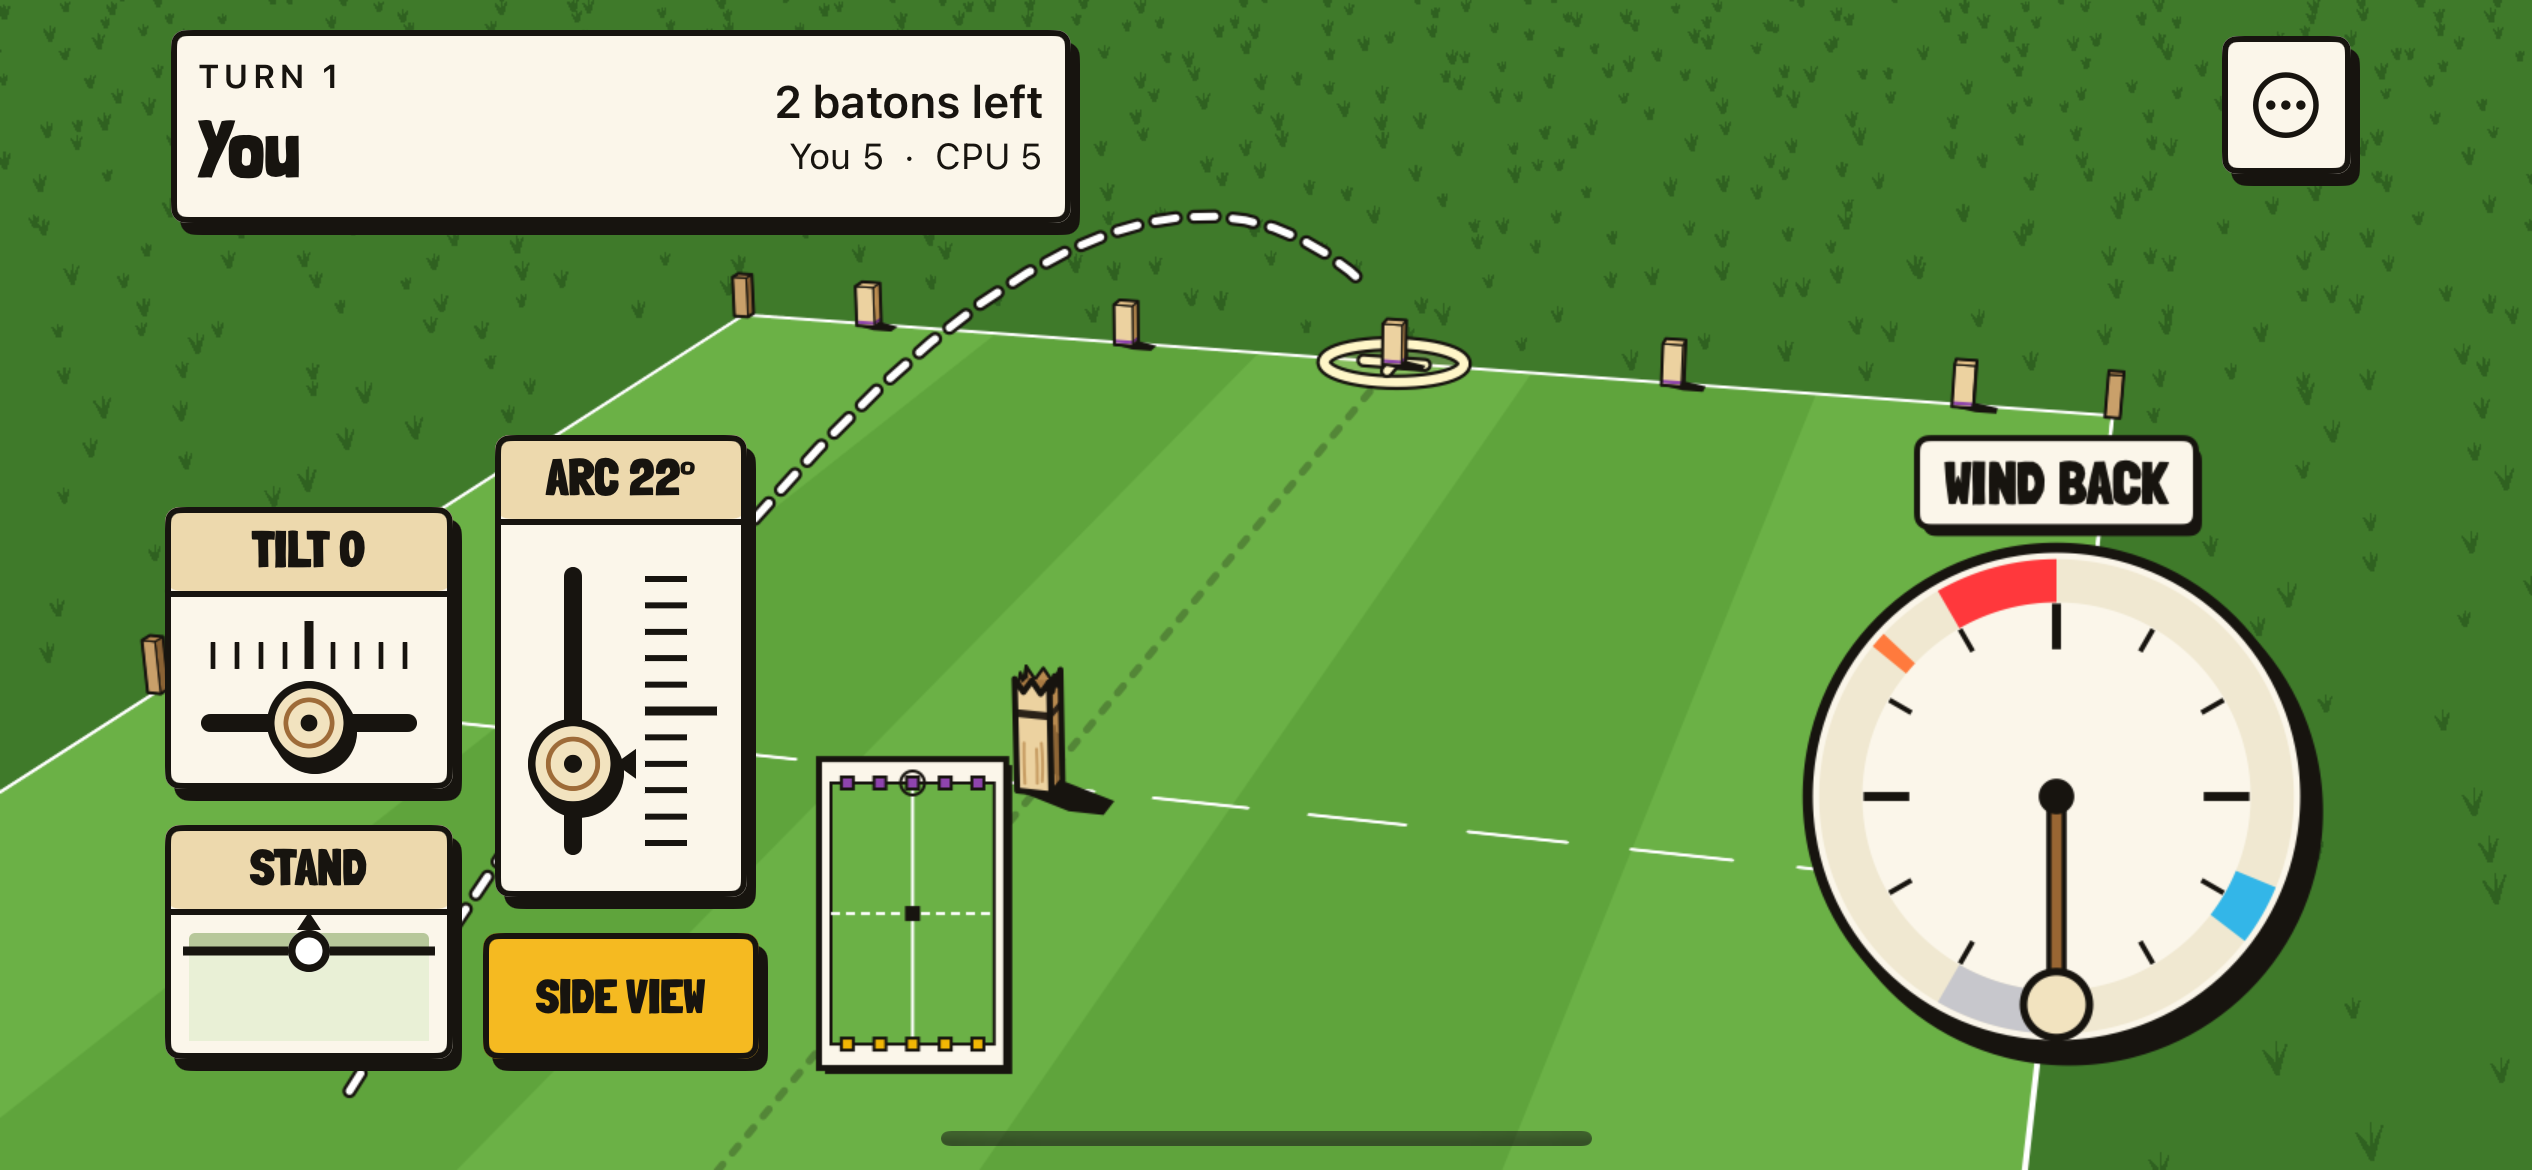 TURN 1
You
2 batons left
You 5 · CPU 5
ARC 22°
WIND BACK
TILT 0
STAND
SIDE VIEW